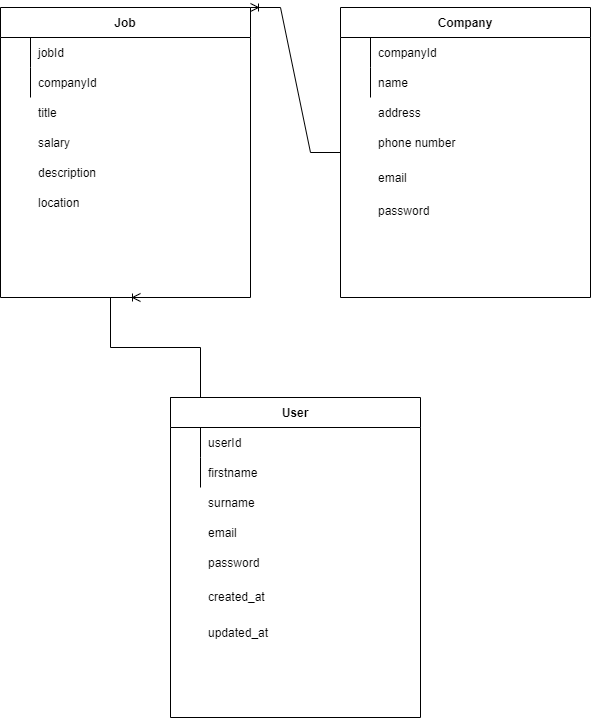 Job
jobId
companyId
title
salary
description
location
Company
companyId
name
address
phone number
email
password
User
userId
firstname
surname
email
password
created_at
updated_at